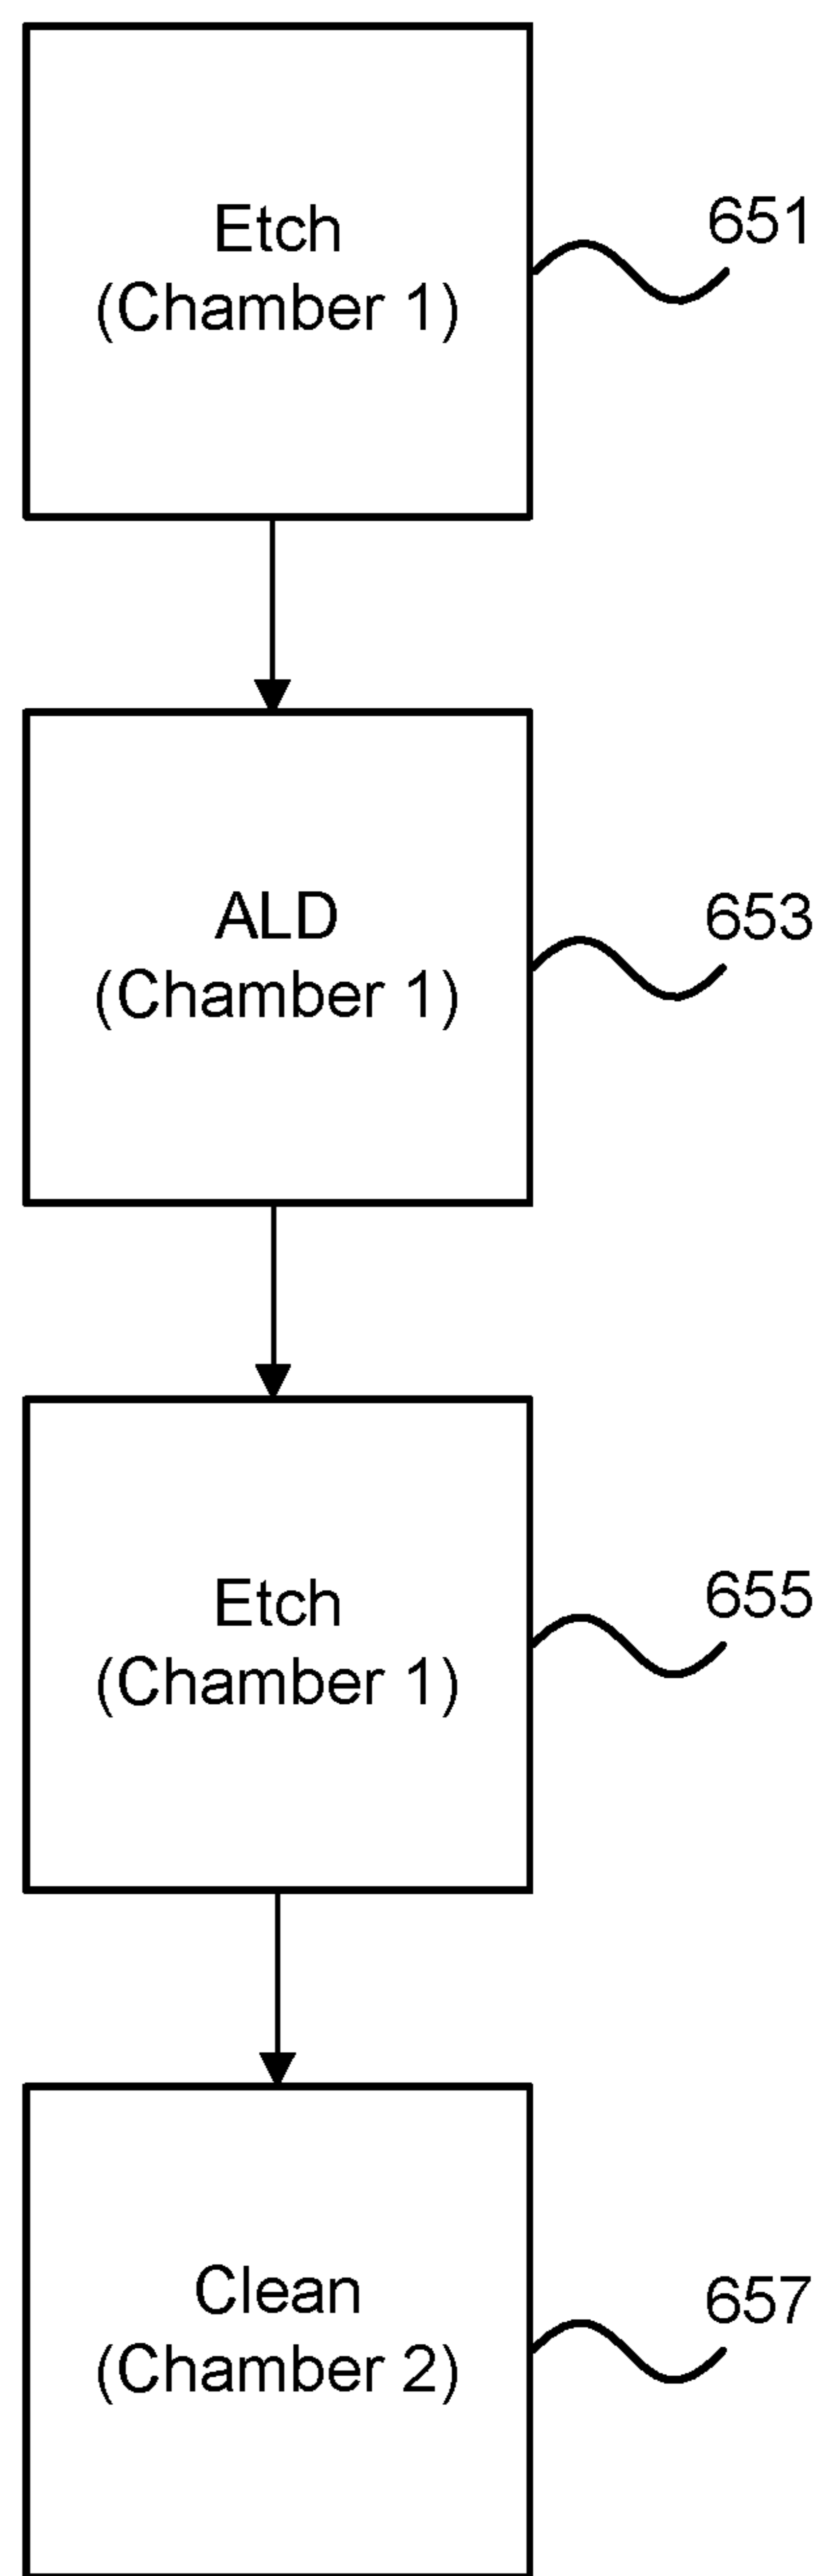 Etch
(Chamber 1)
651
ALD
(Chamber 1)
653
Etch
(Chamber 1)
655
Clean
(Chamber 2)
657